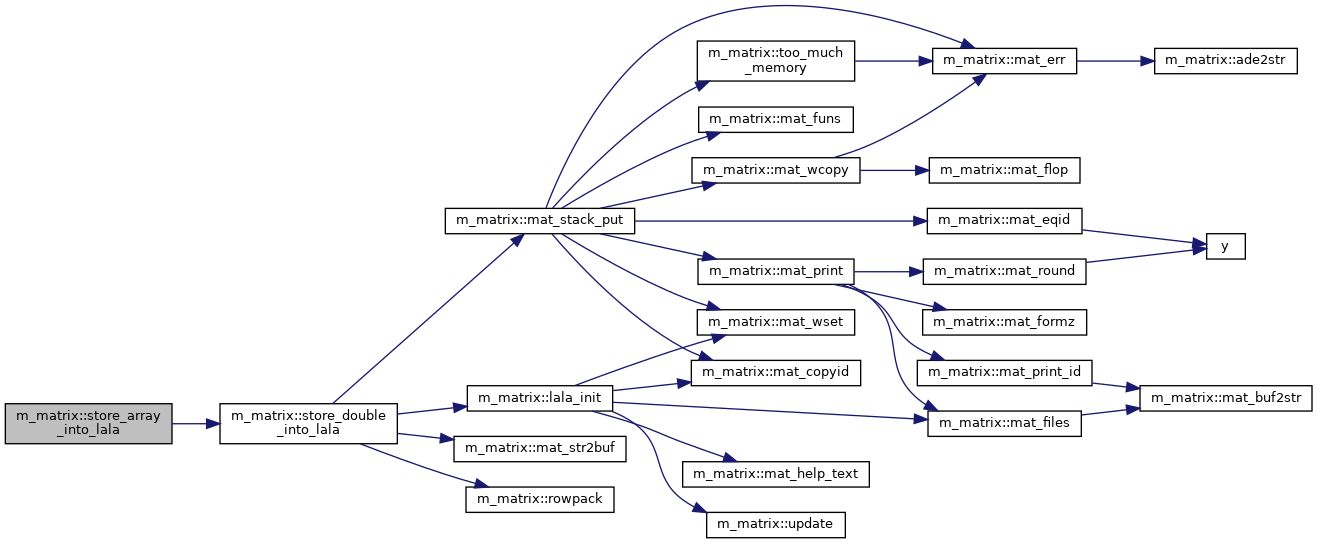 m_matrix::store_array
_into_lala
m_matrix::store_double
_into_lala
m_matrix::mat_stack_put
m_matrix::lala_init
m_matrix::mat_str2buf
m_matrix::rowpack
m_matrix::too_much
_memory
m_matrix::mat_funs
m_matrix::mat_wcopy
m_matrix::mat_print
m_matrix::mat_wset
m_matrix::mat_copyid
m_matrix::mat_help_text
m_matrix::update
m_matrix::mat_err
m_matrix::mat_flop
m_matrix::mat_eqid
m_matrix::mat_round
m_matrix::mat_formz
m_matrix::mat_print_id
m_matrix::mat_files
m_matrix::ade2str
y
m_matrix::mat_buf2str